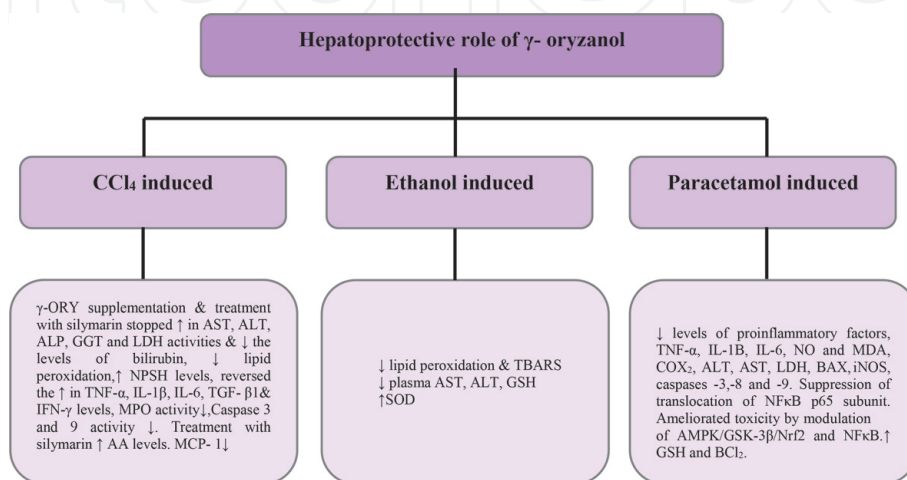 Hepatoprotective role of γ- oryzanol
CCl₄ induced
Ethanol induced
Paracetamol induced
γ-ORY supplementation & treatment
with silymarin stopped ↑ in AST, ALT,
ALP, GGT and LDH activities & ↓ the
levels of bilirubin, ↓ lipid
peroxidation,↑ NPSH levels, reversed
the ↑ in TNF-α, IL-1β, IL-6, TGF- β1&
IFN-γ levels, MPO activity↓,Caspase 3
and 9 activity ↓. Treatment with
silymarin ↑ AA levels. MCP- 1↓
↓ lipid peroxidation & TBARS
↓ plasma AST, ALT, GSH
↑SOD
↓ levels of proinflammatory factors,
TNF-α, IL-1B, IL-6, NO and MDA,
COX₂, ALT, AST, LDH, BAX, iNOS,
caspases -3,-8 and -9. Suppression of
translocation of NFκB p65 subunit.
Ameliorated toxicity by modulation
of AMPK/GSK-3β/Nrf2 and NFκB.↑
GSH and BCl₂.